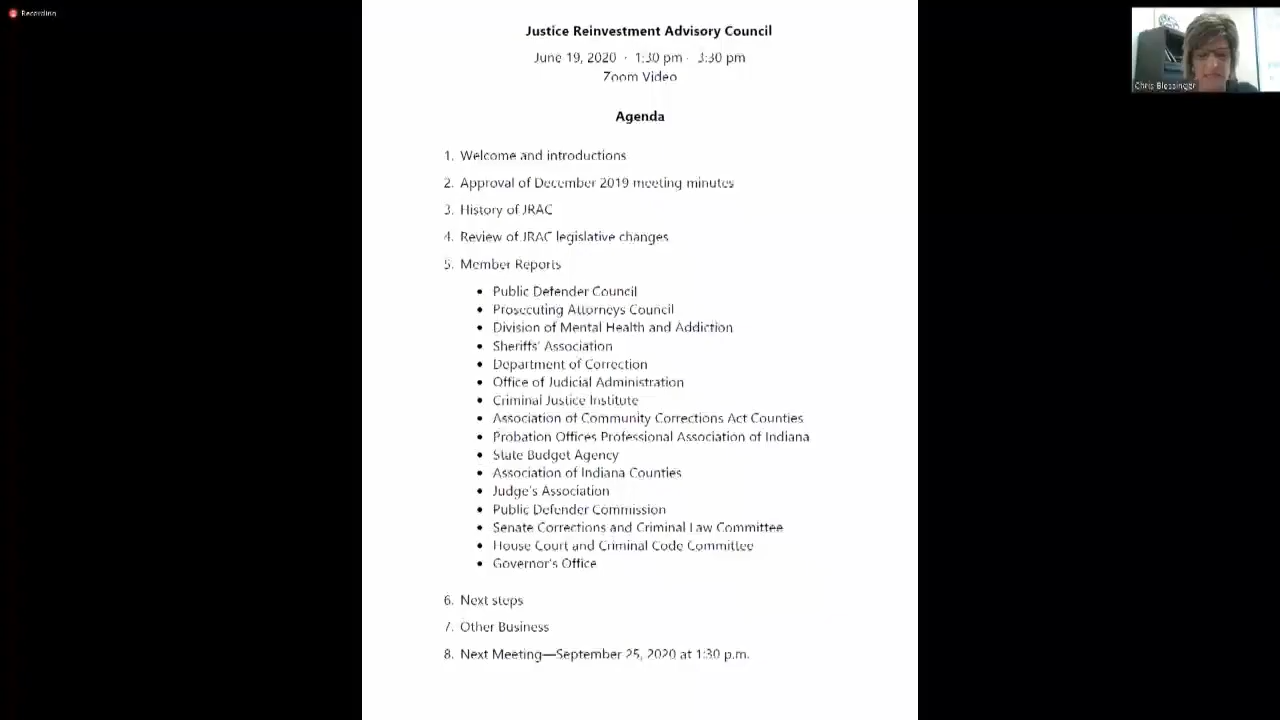 Recording
Justice Reinvestment Advisory Council
June 19, 2020 · 1:30 pm - 3:30 pm
Zoom Video
Chris Blessinger
Agenda
1. Welcome and introductions
2. Approval of December 2019 meeting minutes
3. History of JRAC
4. Review of JRAC legislative changes
5. Member Reports
• Public Defender Council
• Prosecuting Attorneys Council
• Division of Mental Health and Addiction
• Sheriffs' Association
• Department of Correction
• Office of Judicial Administration
• Criminal Justice Institute
• Association of Community Corrections Act Counties
• Probation Offices Professional Association of Indiana
• State Budget Agency
• Association of Indiana Counties
• Judge's Association
• Public Defender Commission
• Senate Corrections and Criminal Law Committee
• House Court and Criminal Code Committee
• Governor's Office
6. Next steps
7. Other Business
8. Next Meeting—September 25, 2020 at 1:30 p.m.